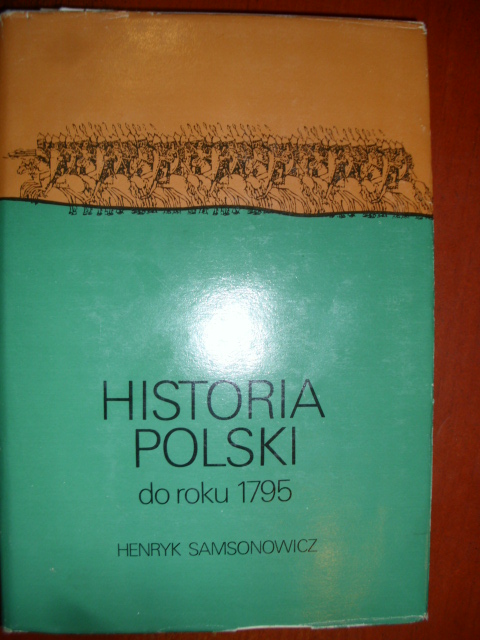 HISTORIA
POLSKI
do roku 1795
HENRYK SAMSONOWICZ